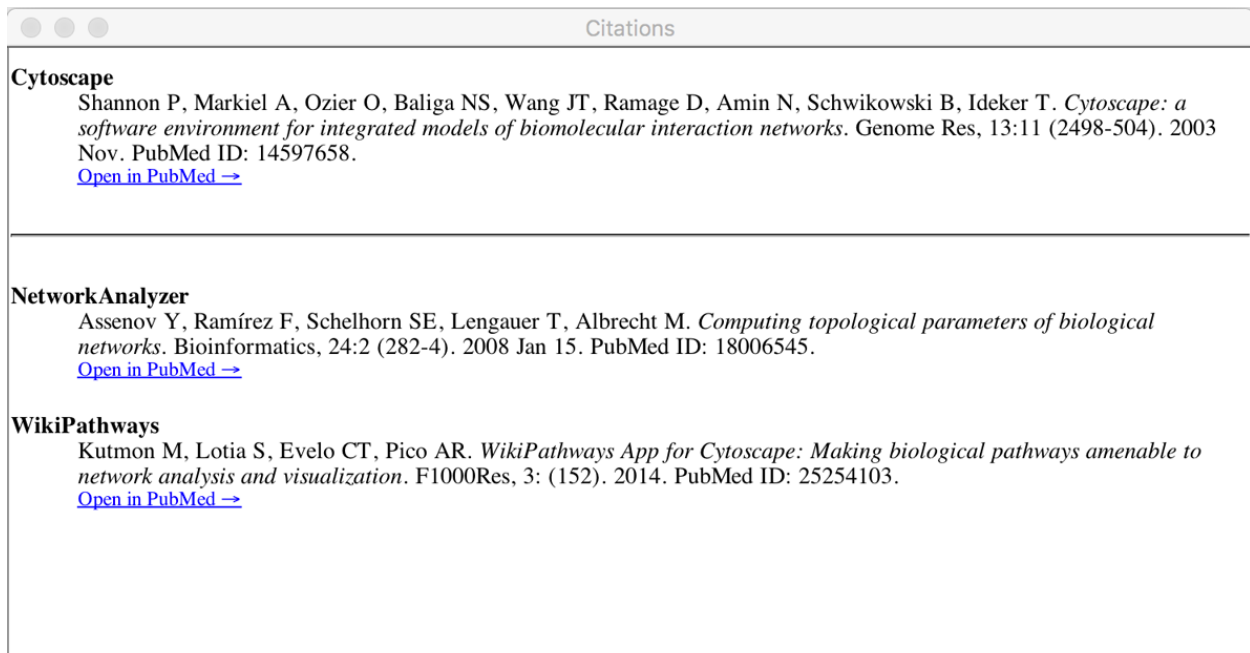 Citations
Cytoscape
Shannon P, Markiel A, Ozier O, Baliga NS, Wang JT, Ramage D, Amin N, Schwikowski B, Ideker T. Cytoscape: a
software environment for integrated models of biomolecular interaction networks. Genome Res, 13:11 (2498-504). 2003
Nov. PubMed ID: 14597658.
Open in PubMed →
NetworkAnalyzer
Assenov Y, Ramírez F, Schelhorn SE, Lengauer T, Albrecht M. Computing topological parameters of biological
networks. Bioinformatics, 24:2 (282-4). 2008 Jan 15. PubMed ID: 18006545.
Open in PubMed →
WikiPathways
Kutmon M, Lotia S, Evelo CT, Pico AR. WikiPathways App for Cytoscape: Making biological pathways amenable to
network analysis and visualization. F1000Res, 3: (152). 2014. PubMed ID: 25254103.
Open in PubMed →